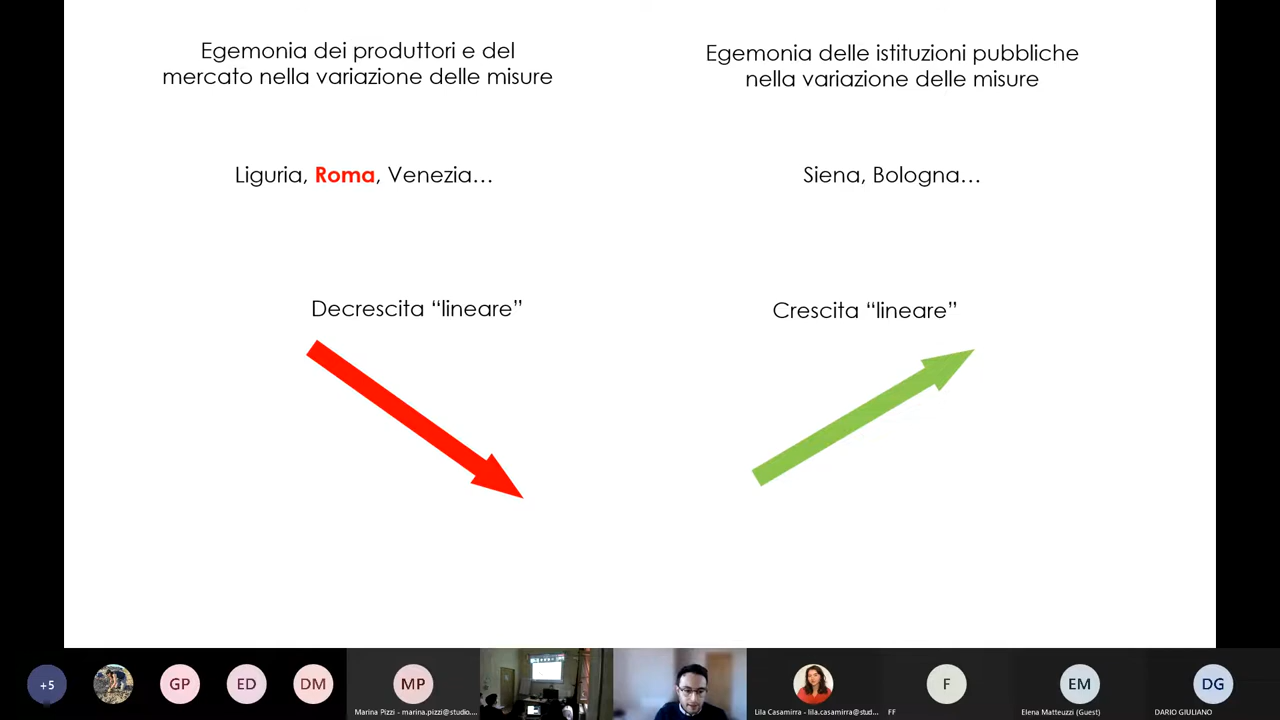 Egemonia dei produttori e del
mercato nella variazione delle misure
Egemonia delle istituzioni pubbliche
nella variazione delle misure
Liguria, Roma, Venezia…
Siena, Bologna…
Decrescita “lineare”
Crescita “lineare”
+5
GP
ED
DM
MP
F
EM
DG
Marina Pizzi - marina.pizzi@studio....
Lila Casamirra - lila.casamirra@stud...
FF
Elena Matteuzzi (Guest)
DARIO GIULIANO